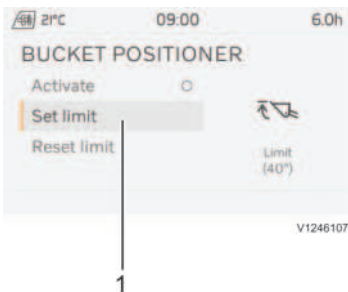 21°C 09:00 6.0h
BUCKET POSITIONER
Activate
Set limit
Reset limit
Limit
(40°)
V1246107
1